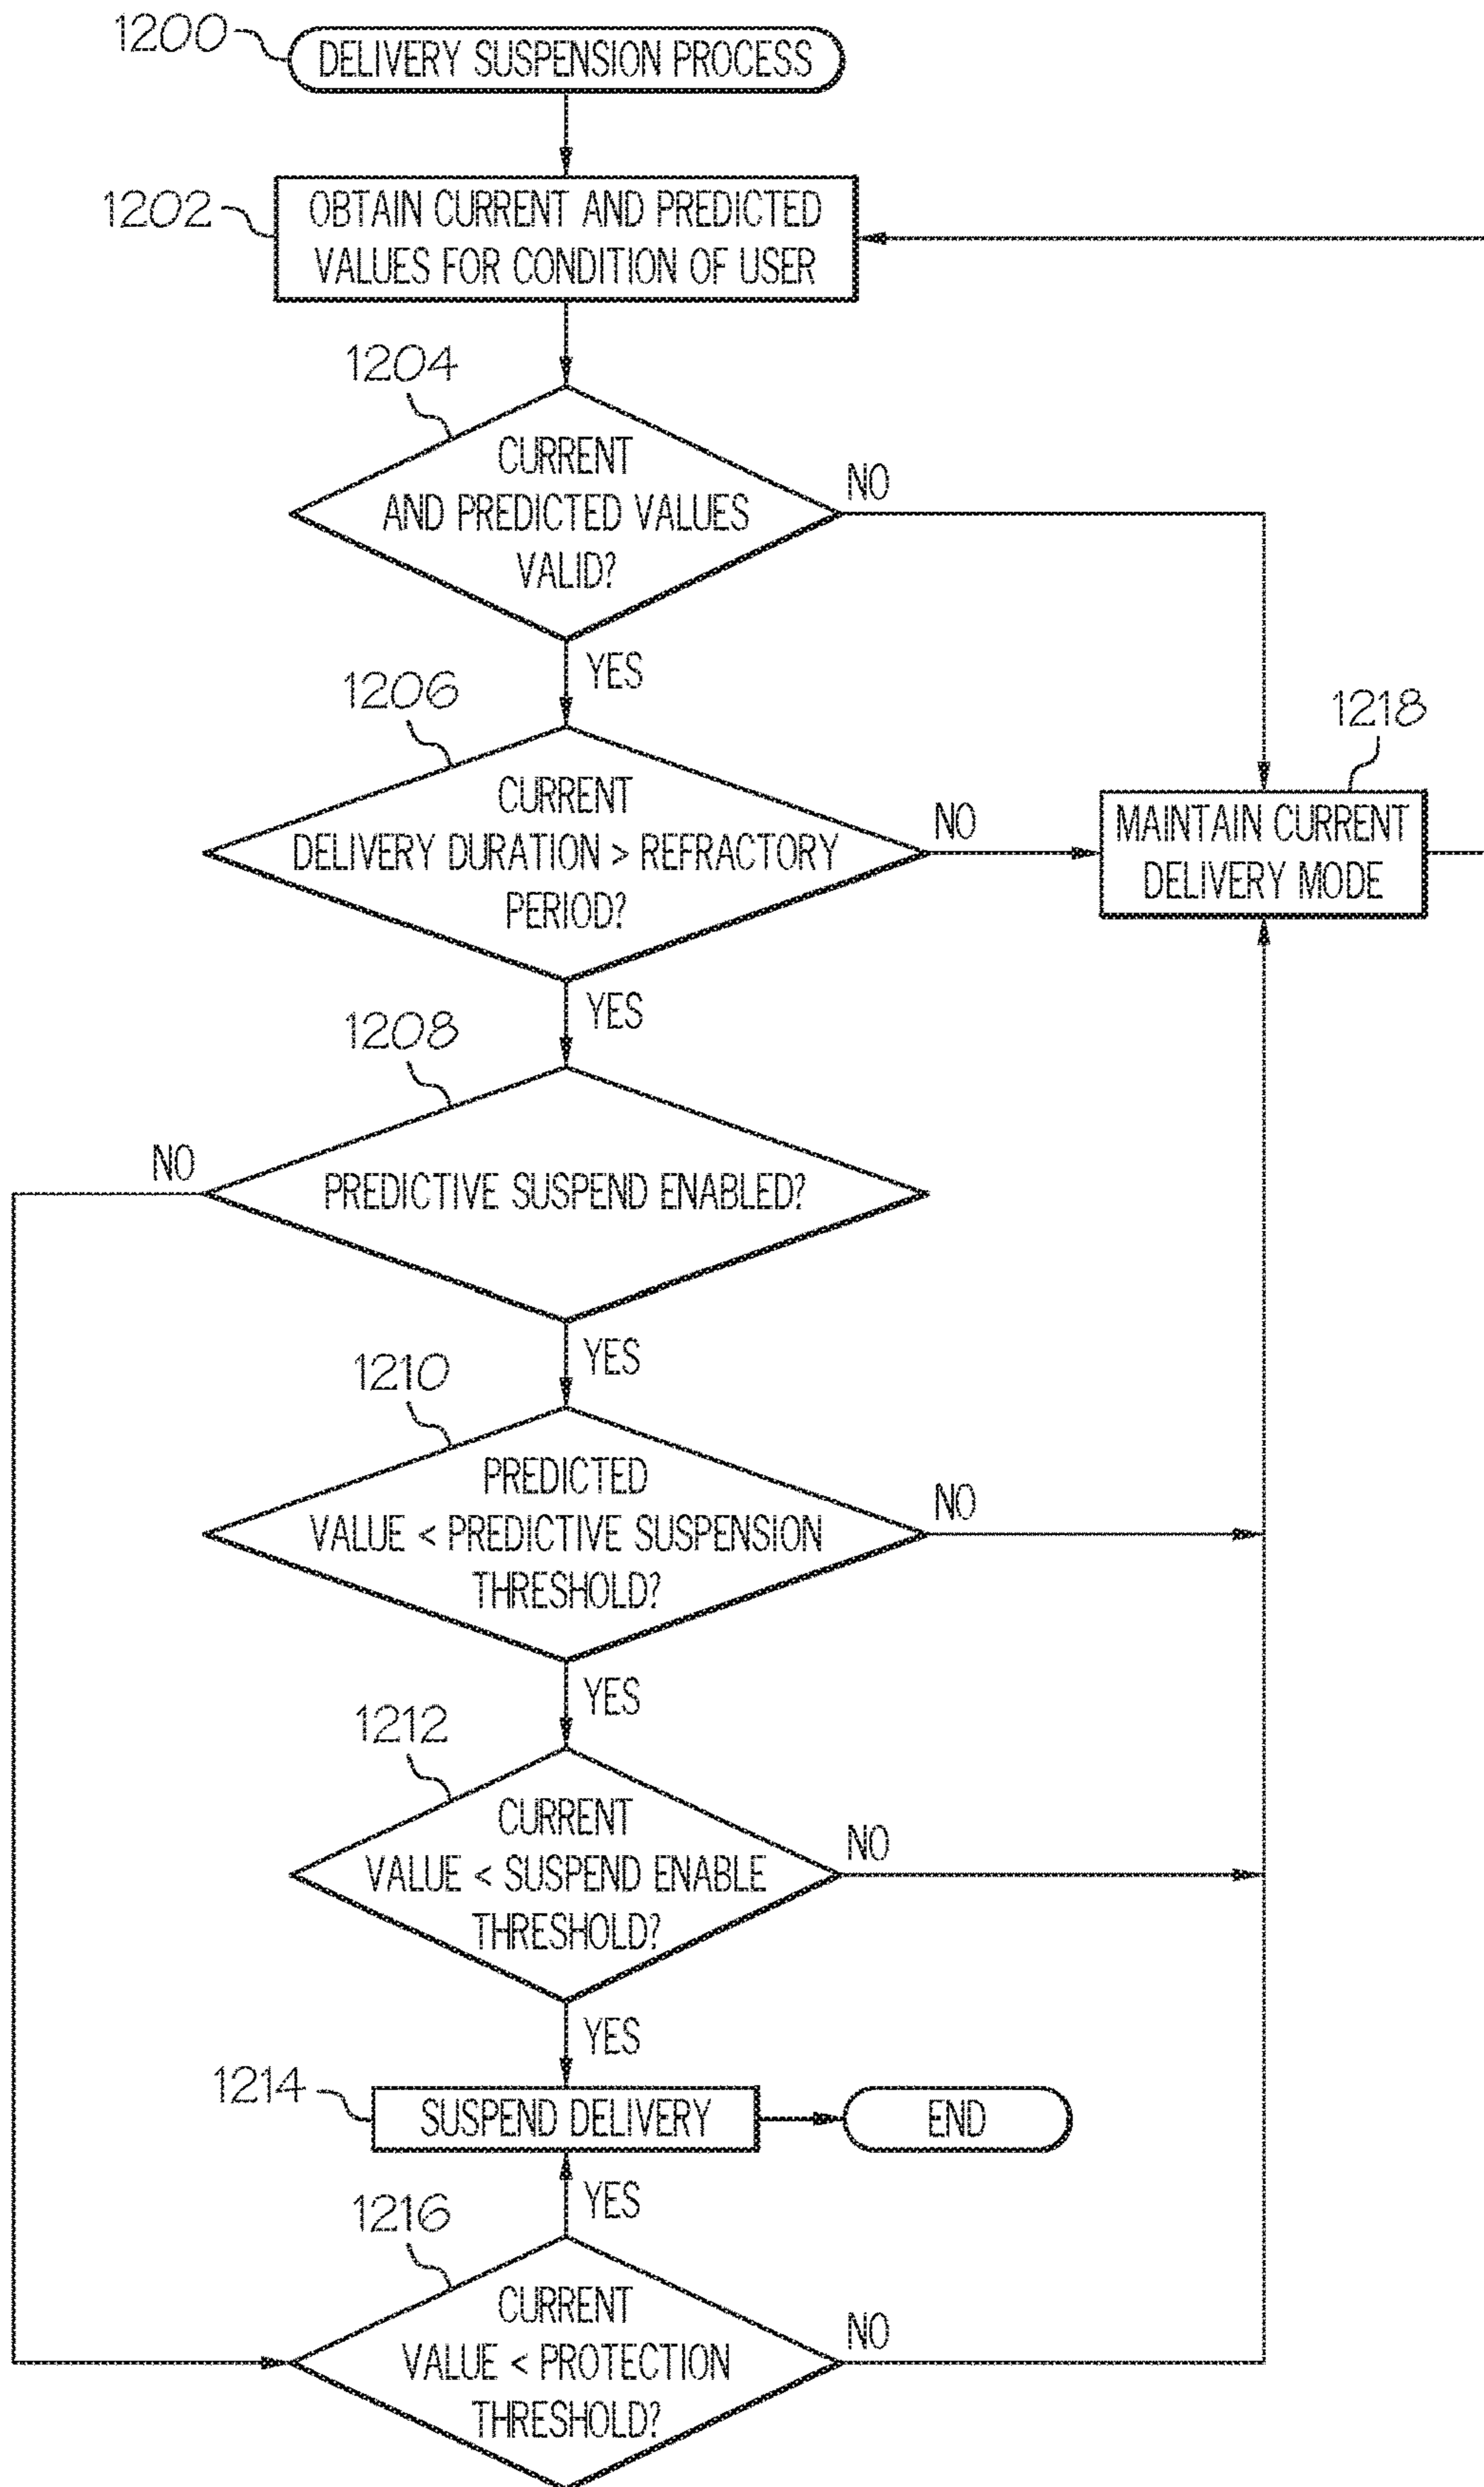 1200
DELIVERY SUSPENSION PROCESS
1202
OBTAIN CURRENT AND PREDICTED
VALUES FOR CONDITION OF USER
1204
CURRENT
AND PREDICTED VALUES
VALID?
NO
YES
1206
CURRENT
DELIVERY DURATION > REFRACTORY
PERIOD?
NO
1218
MAINTAIN CURRENT
DELIVERY MODE
YES
1208
NO
PREDICTIVE SUSPEND ENABLED?
YES
1210
PREDICTED
VALUE < PREDICTIVE SUSPENSION
THRESHOLD?
NO
YES
1212
CURRENT
VALUE < SUSPEND ENABLE
THRESHOLD?
NO
YES
1214
SUSPEND DELIVERY
END
YES
1216
CURRENT
VALUE < PROTECTION
THRESHOLD?
NO